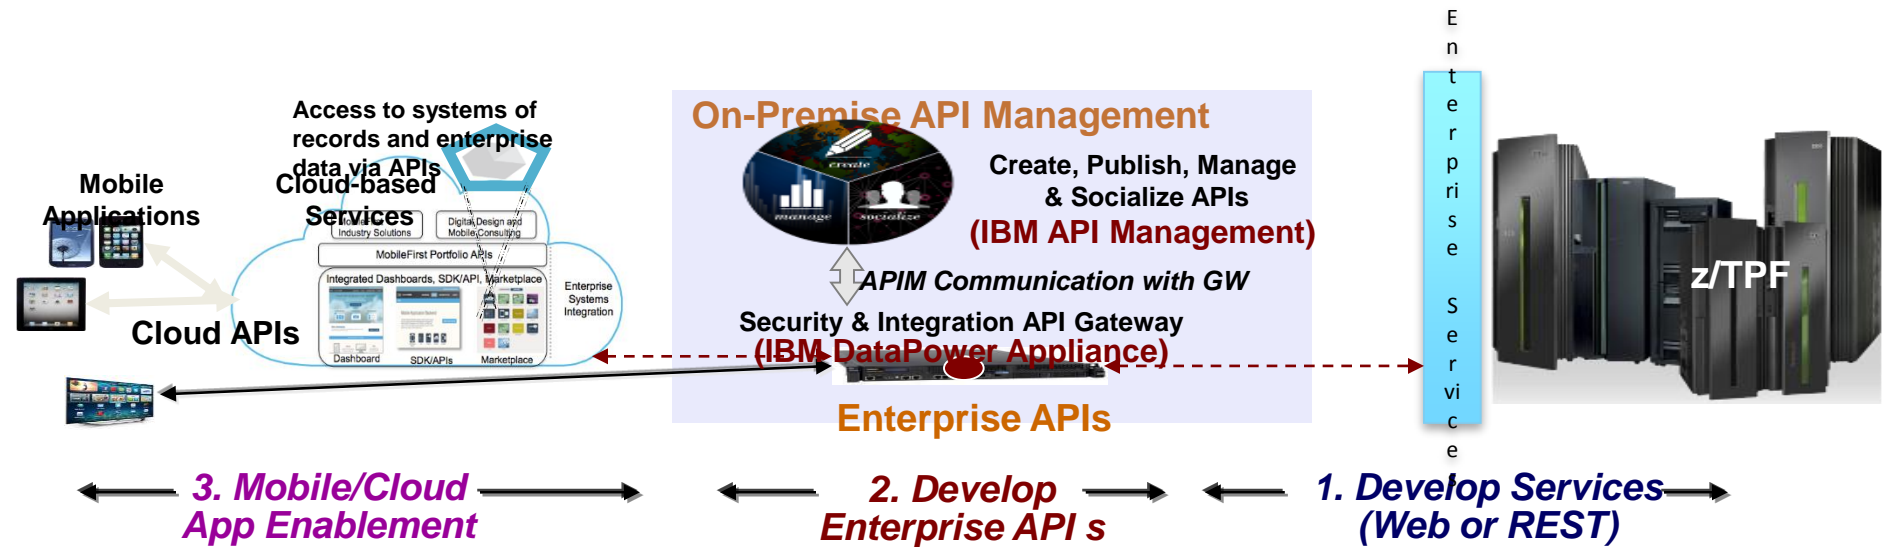 Access to systems of
records and enterprise
data via APIs
Mobile
Applications
Cloud-based
Services
MobileFirst
Industry Solutions
Digital Design and
Mobile Consulting
MobileFirst Portfolio APIs
Integrated Dashboards, SDK/API, Marketplace
Enterprise
Systems
Integration
Dashboard
SDK/APIs
Marketplace
Cloud APIs
On-Premise API Management
create
manage
socialize
Create, Publish, Manage
& Socialize APIs
(IBM API Management)
APIM Communication with GW
Security & Integration API Gateway
(IBM DataPower Appliance)
Enterprise APIs
Enterprise Services
z/TPF
3. Mobile/Cloud
App Enablement
2. Develop
Enterprise API s
1. Develop Services
(Web or REST)